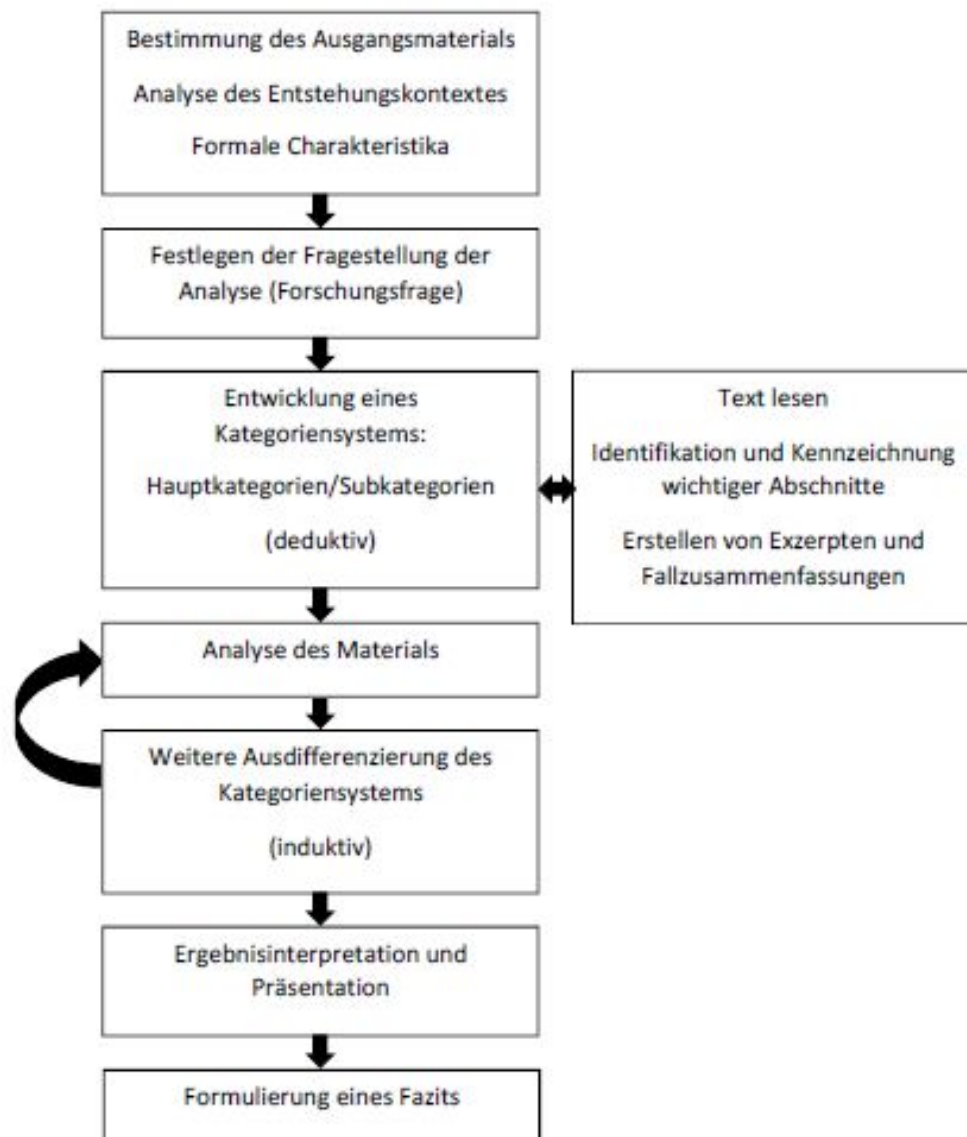 Bestimmung des Ausgangsmaterials
Analyse des Entstehungskontextes
Formale Charakteristika
Festlegen der Fragestellung der
Analyse (Forschungsfrage)
Entwicklung eines
Kategoriensystems:
Hauptkategorien/Subkategorien
(deduktiv)
Text lesen
Identifikation und Kennzeichnung
wichtiger Abschnitte
Erstellen von Exzerpten und
Fallzusammenfassungen
Analyse des Materials
Weitere Ausdifferenzierung des
Kategoriensystems
(induktiv)
Ergebnisinterpretation und
Präsentation
Formulierung eines Fazits